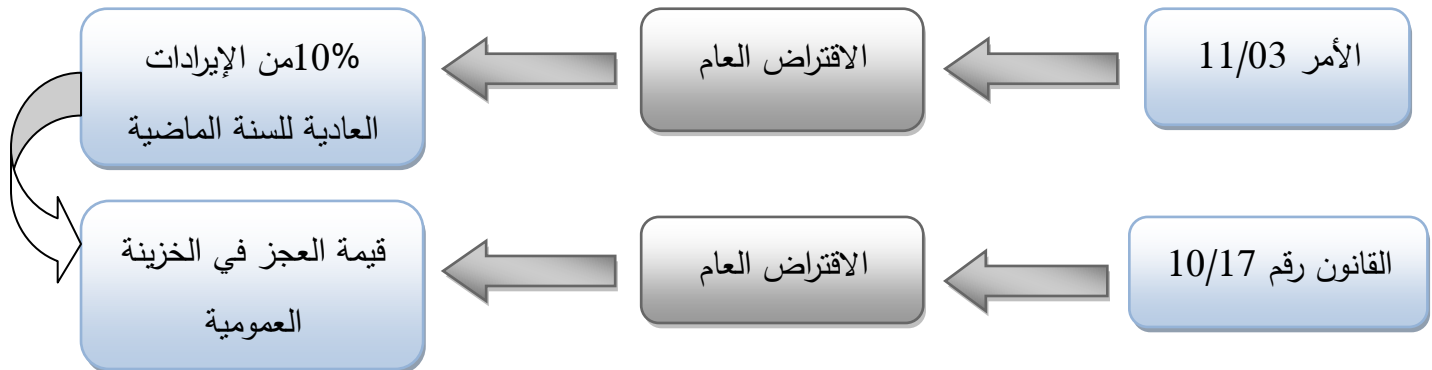 الأمر 11/03
الاقتراض العام
10%من الإيرادات
العادية للسنة الماضية
القانون رقم 10/17
الاقتراض العام
قيمة العجز في الخزينة
العمومية